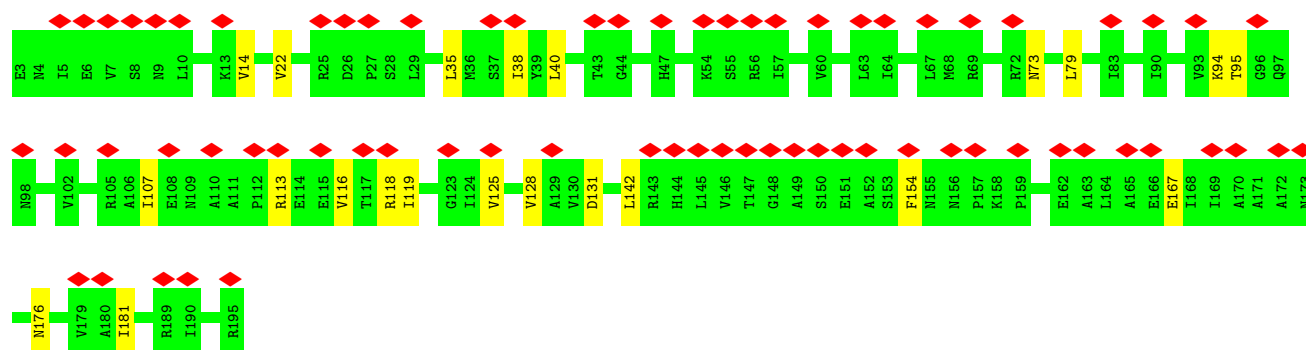 E3 N4 I5 E6 V7 S8 N9 L10 K13 V14 V22 R25 D26 P27 S28 L29 L35 M36 S37 I38 Y39 L40 T43 G44 H47 K54 S55 R56 I57 V60 L63 I64 L67 M68 R69 R72 N73 L79 I83 I90 V93 K94 T95 G96 Q97
N98 V102 R105 A106 I107 E108 N109 A110 A111 P112 R113 E114 E115 V116 T117 R118 I119 G123 I124 V125 V128 A129 V130 D131 L142 R143 H144 L145 V146 T147 G148 A149 S150 E151 A152 S153 F154 N155 N156 P157 K158 P159 E162 A163 L164 A165 E166 E167 I168 I169 A170 A171 A172 N173
N176 V179 A180 I181 R189 I190 R195